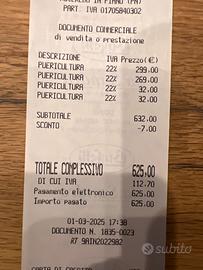 PART. IVA 01705840302
DOCUMENTO COMMERCIALE
di vendita o prestazione
DESCRIZIONE IVA Prezzo(€)
PUERICULTURA 22% 299.00
PUERICULTURA 22% 269.00
PUERICULTURA 22% 32.00
PUERICULTURA 22% 32.00
SUBTOTALE 632.00
SCONTO -7.00
TOTALE COMPLESSIVO 625.00
DI CUI IVA 112.70
Pagamento elettronico 625.00
Importo pagato 625.00
01-03-2025 17:38
DOCUMENTO N. 1835-0023
RT 9AIN2022982
subito